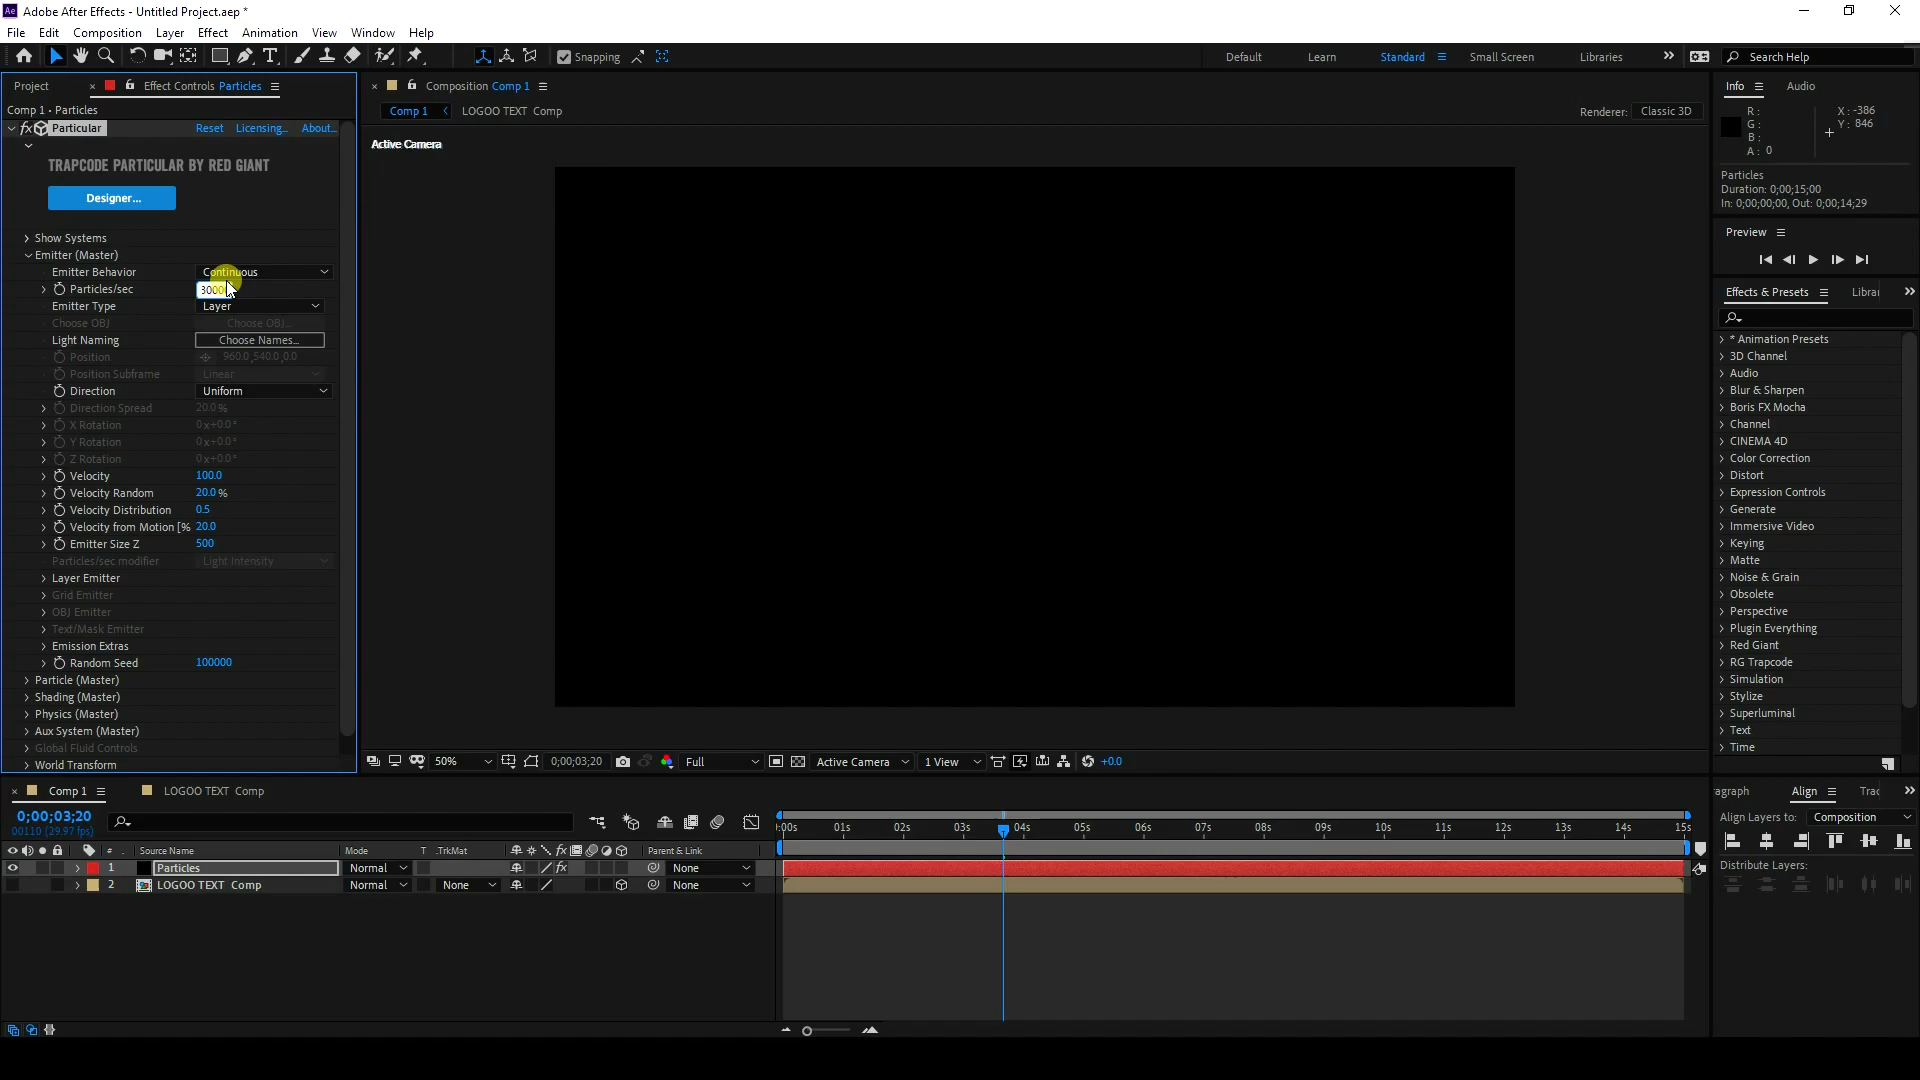 Adobe After Effects - Untitled Project.aep *
File Edit Composition Layer Effect Animation View Window Help
Snapping Default Learn Standard Small Screen Libraries Search Help
Project Effect Controls Particles
Composition Comp 1
Info Audio
Comp 1 • Particles
Comp 1 LOGOO TEXT Comp
Renderer: Classic 3D
R: X: -386
G: Y: 846
B:
A: 0
fx Particular Reset Licensing... About...
Active Camera
TRAPCODE PARTICULAR BY RED GIANT
Designer...
Particles
Duration: 0;00;15;00
In: 0;00;00;00, Out: 0;00;14;29
Preview
Show Systems
Emitter (Master)
Emitter Behavior Continuous
Particles/sec
Emitter Type Layer
Choose OBJ Choose OBJ...
Light Naming Choose Names...
Position 960.0,540.0,0.0
Position Subframe Linear
Direction Uniform
Direction Spread 20.0%
X Rotation 0x+0.0°
Y Rotation 0x+0.0°
Z Rotation 0x+0.0°
Velocity 100.0
Velocity Random 20.0%
Velocity Distribution 0.5
Velocity from Motion [% 20.0
Emitter Size Z 500
Particles/sec modifier Light Intensity
Layer Emitter
Grid Emitter
OBJ Emitter
Text/Mask Emitter
Emission Extras
Random Seed 100000
Particle (Master)
Shading (Master)
Physics (Master)
Aux System (Master)
Global Fluid Controls
World Transform
Effects & Presets Librar
* Animation Presets
3D Channel
Audio
Blur & Sharpen
Boris FX Mocha
Channel
CINEMA 4D
Color Correction
Distort
Expression Controls
Generate
Immersive Video
Keying
Matte
Noise & Grain
Obsolete
Perspective
Plugin Everything
Red Giant
RG Trapcode
Simulation
Stylize
Superluminal
Text
Time
50% 0;00;03;20 Full Active Camera 1 View +0.0
Comp 1 LOGOO TEXT Comp
0;00;03;20
00110 (29.97 fps)
:00s 01s 02s 03s 04s 05s 06s 07s 08s 09s 10s 11s 12s 13s 14s 15s
# Source Name Mode T .TrkMat fx Parent & Link
1 Particles Normal fx None
2 LOGOO TEXT Comp Normal None None
ragraph Align Trac
Align Layers to: Composition
Distribute Layers: